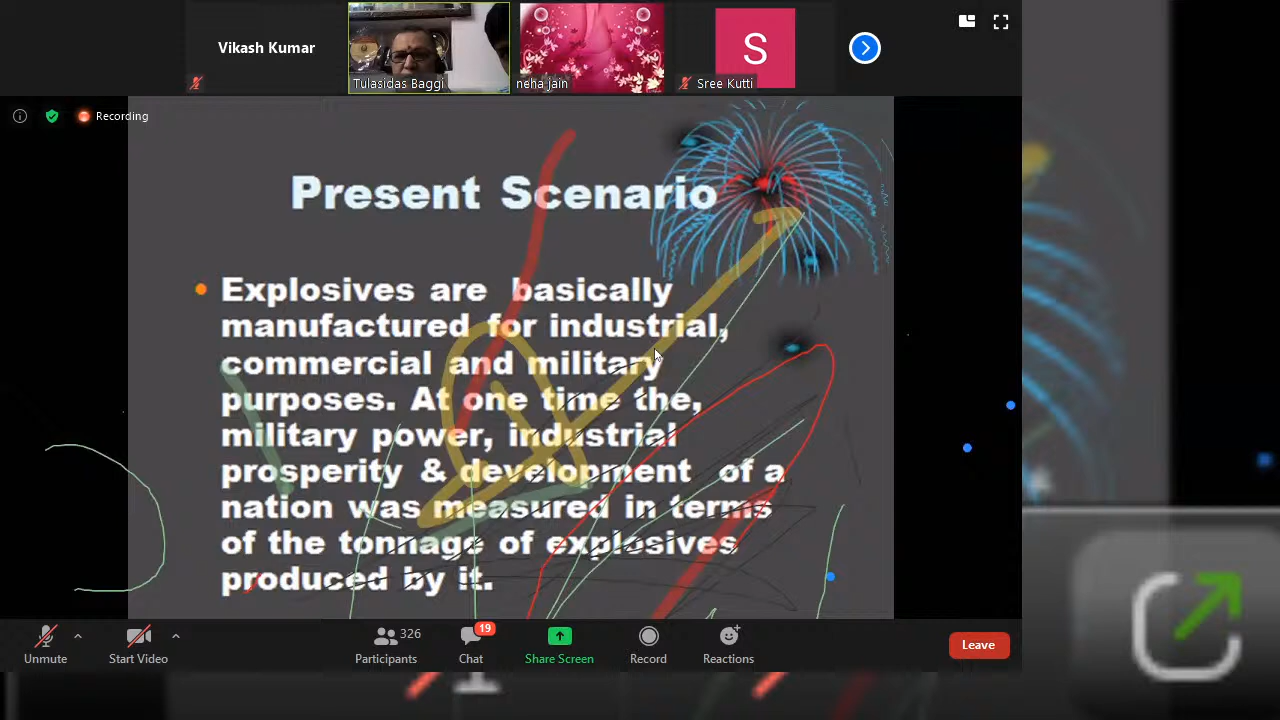 Vikash Kumar
Tulasidas Baggi
neha jain
S
Sree Kutti
Recording
Present Scenario
Explosives are basically
manufactured for industrial,
commercial and military
purposes. At one time the,
military power, industrial
prosperity & development of a
nation was measured in terms
of the tonnage of explosives
produced by it.
Unmute
Start Video
326
Participants
19
Chat
Share Screen
Record
Reactions
Leave